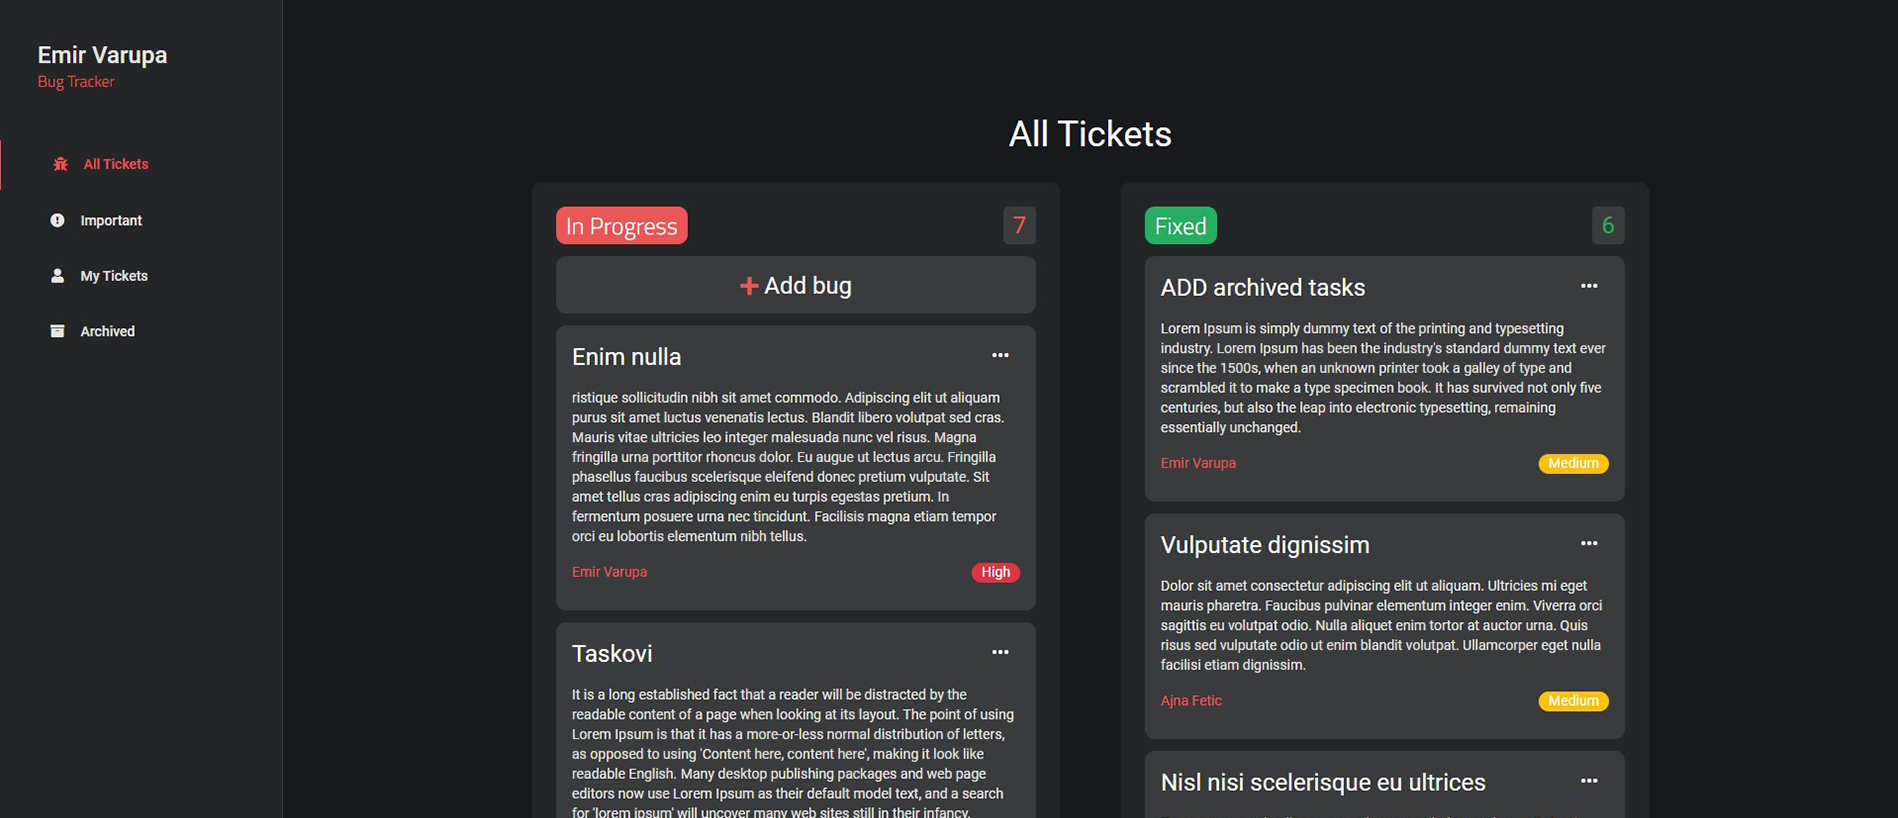 Emir Varupa
Bug Tracker
All Tickets
Important
My Tickets
Archived
All Tickets
In Progress
7
Add bug
Enim nulla
ristique sollicitudin nibh sit amet commodo. Adipiscing elit ut aliquam
purus sit amet luctus venenatis lectus. Blandit libero volutpat sed cras.
Mauris vitae ultricies leo integer malesuada nunc vel risus. Magna
fringilla urna porttitor rhoncus dolor. Eu augue ut lectus arcu. Fringilla
phasellus faucibus scelerisque eleifend donec pretium vulputate. Sit
amet tellus cras adipiscing enim eu turpis egestas pretium. In
fermentum posuere urna nec tincidunt. Facilisis magna etiam tempor
orci eu lobortis elementum nibh tellus.
Emir Varupa
High
Taskovi
It is a long established fact that a reader will be distracted by the
readable content of a page when looking at its layout. The point of using
Lorem Ipsum is that it has a more-or-less normal distribution of letters,
as opposed to using 'Content here, content here', making it look like
readable English. Many desktop publishing packages and web page
editors now use Lorem Ipsum as their default model text, and a search
for 'lorem ipsum' will uncover many web sites still in their infancy.
Fixed
6
ADD archived tasks
Lorem Ipsum is simply dummy text of the printing and typesetting
industry. Lorem Ipsum has been the industry's standard dummy text ever
since the 1500s, when an unknown printer took a galley of type and
scrambled it to make a type specimen book. It has survived not only five
centuries, but also the leap into electronic typesetting, remaining
essentially unchanged.
Emir Varupa
Medium
Vulputate dignissim
Dolor sit amet consectetur adipiscing elit ut aliquam. Ultricies mi eget
mauris pharetra. Faucibus pulvinar elementum integer enim. Viverra orci
sagittis eu volutpat odio. Nulla aliquet enim tortor at auctor urna. Quis
risus sed vulputate odio ut enim blandit volutpat. Ullamcorper eget nulla
facilisi etiam dignissim.
Ajna Fetic
Medium
Nisl nisi scelerisque eu ultrices